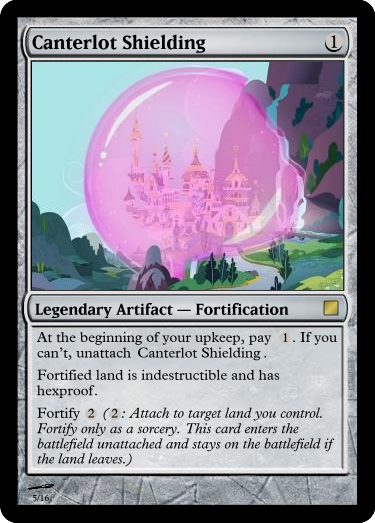 Canterlot Shielding 1
Legendary Artifact — Fortification
At the beginning of your upkeep, pay 1. If you
can't, unattach Canterlot Shielding.
Fortified land is indestructible and has
hexproof.
Fortify 2 (2: Attach to target land you control.
Fortify only as a sorcery. This card enters the
battlefield unattached and stays on the battlefield if
the land leaves.)
5/16